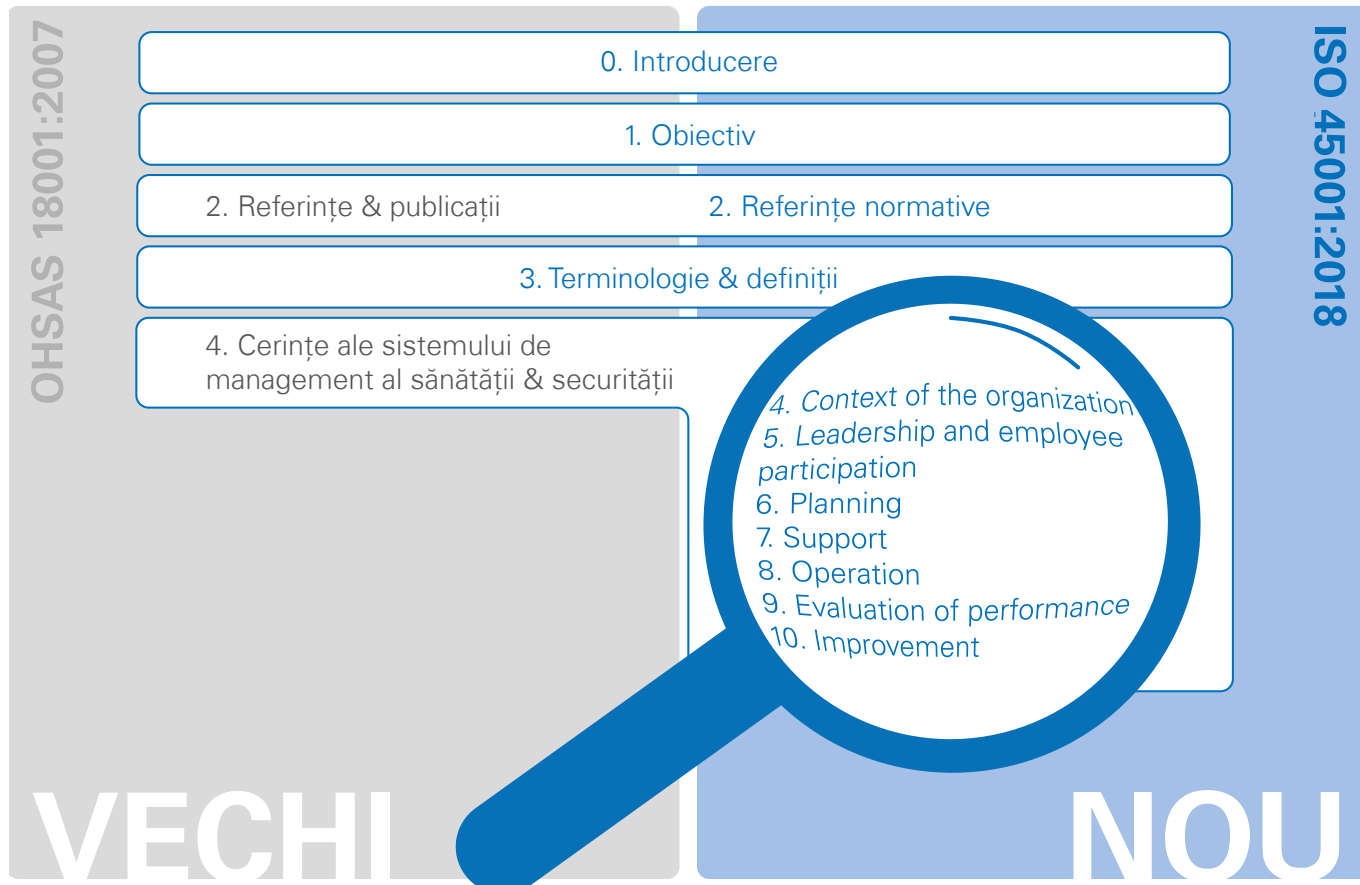 OHSAS 18001:2007
ISO 45001:2018
0. Introducere
1. Obiectiv
2. Referințe & publicații
2. Referințe normative
3. Terminologie & definiții
4. Cerințe ale sistemului de
management al sănătății & securității
4. Context of the organization
5. Leadership and employee
participation
6. Planning
7. Support
8. Operation
9. Evaluation of performance
10. Improvement
VECHI
NOU